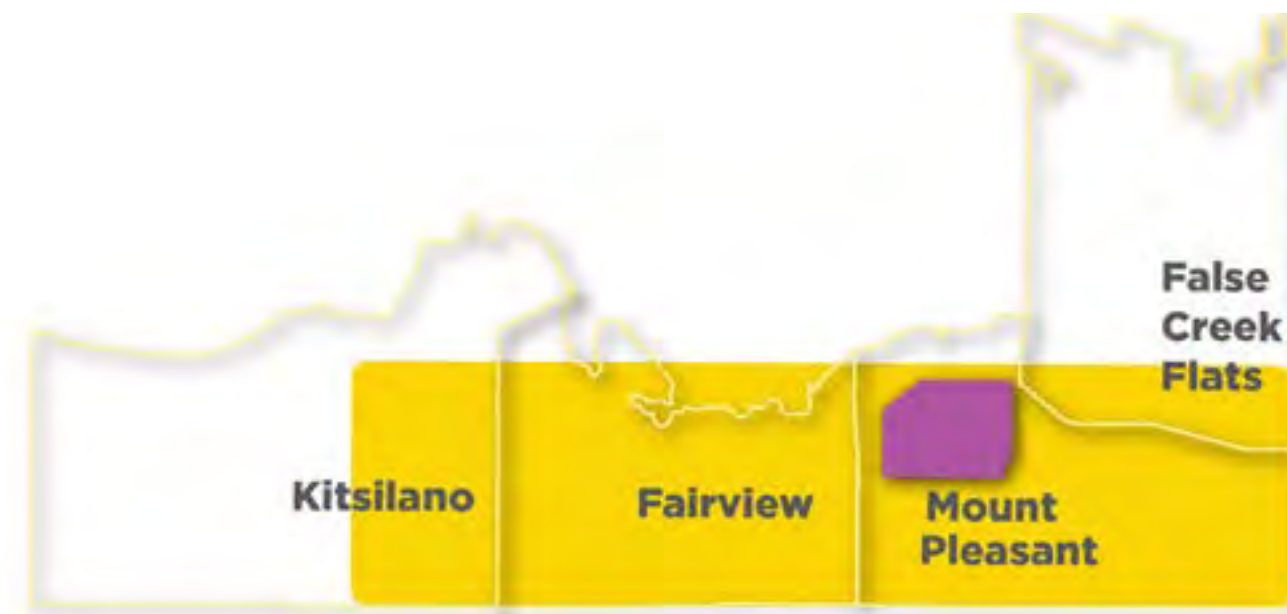 False
Creek
Flats
Kitsilano
Fairview
Mount
Pleasant